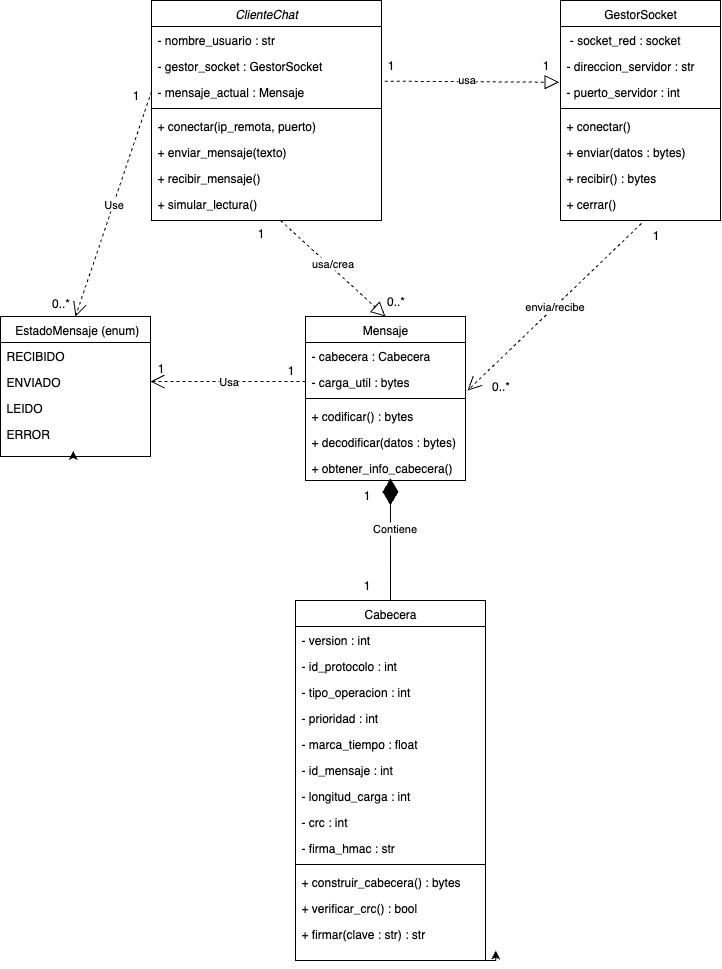 ClienteChat
- nombre_usuario : str
- gestor_socket : GestorSocket
- mensaje_actual : Mensaje
+ conectar(ip_remota, puerto)
+ enviar_mensaje(texto)
+ recibir_mensaje()
+ simular_lectura()
GestorSocket
- socket_red : socket
- direccion_servidor : str
- puerto_servidor : int
+ conectar()
+ enviar(datos : bytes)
+ recibir() : bytes
+ cerrar()
1
usa
1
1
Use
0..*
1
usa/crea
0..*
1
envia/recibe
0..*
EstadoMensaje (enum)
RECIBIDO
ENVIADO
LEIDO
ERROR
1
Usa
1
Mensaje
- cabecera : Cabecera
- carga_util : bytes
+ codificar() : bytes
+ decodificar(datos : bytes)
+ obtener_info_cabecera()
1
Contiene
1
Cabecera
- version : int
- id_protocolo : int
- tipo_operacion : int
- prioridad : int
- marca_tiempo : float
- id_mensaje : int
- longitud_carga : int
- crc : int
- firma_hmac : str
+ construir_cabecera() : bytes
+ verificar_crc() : bool
+ firmar(clave : str) : str